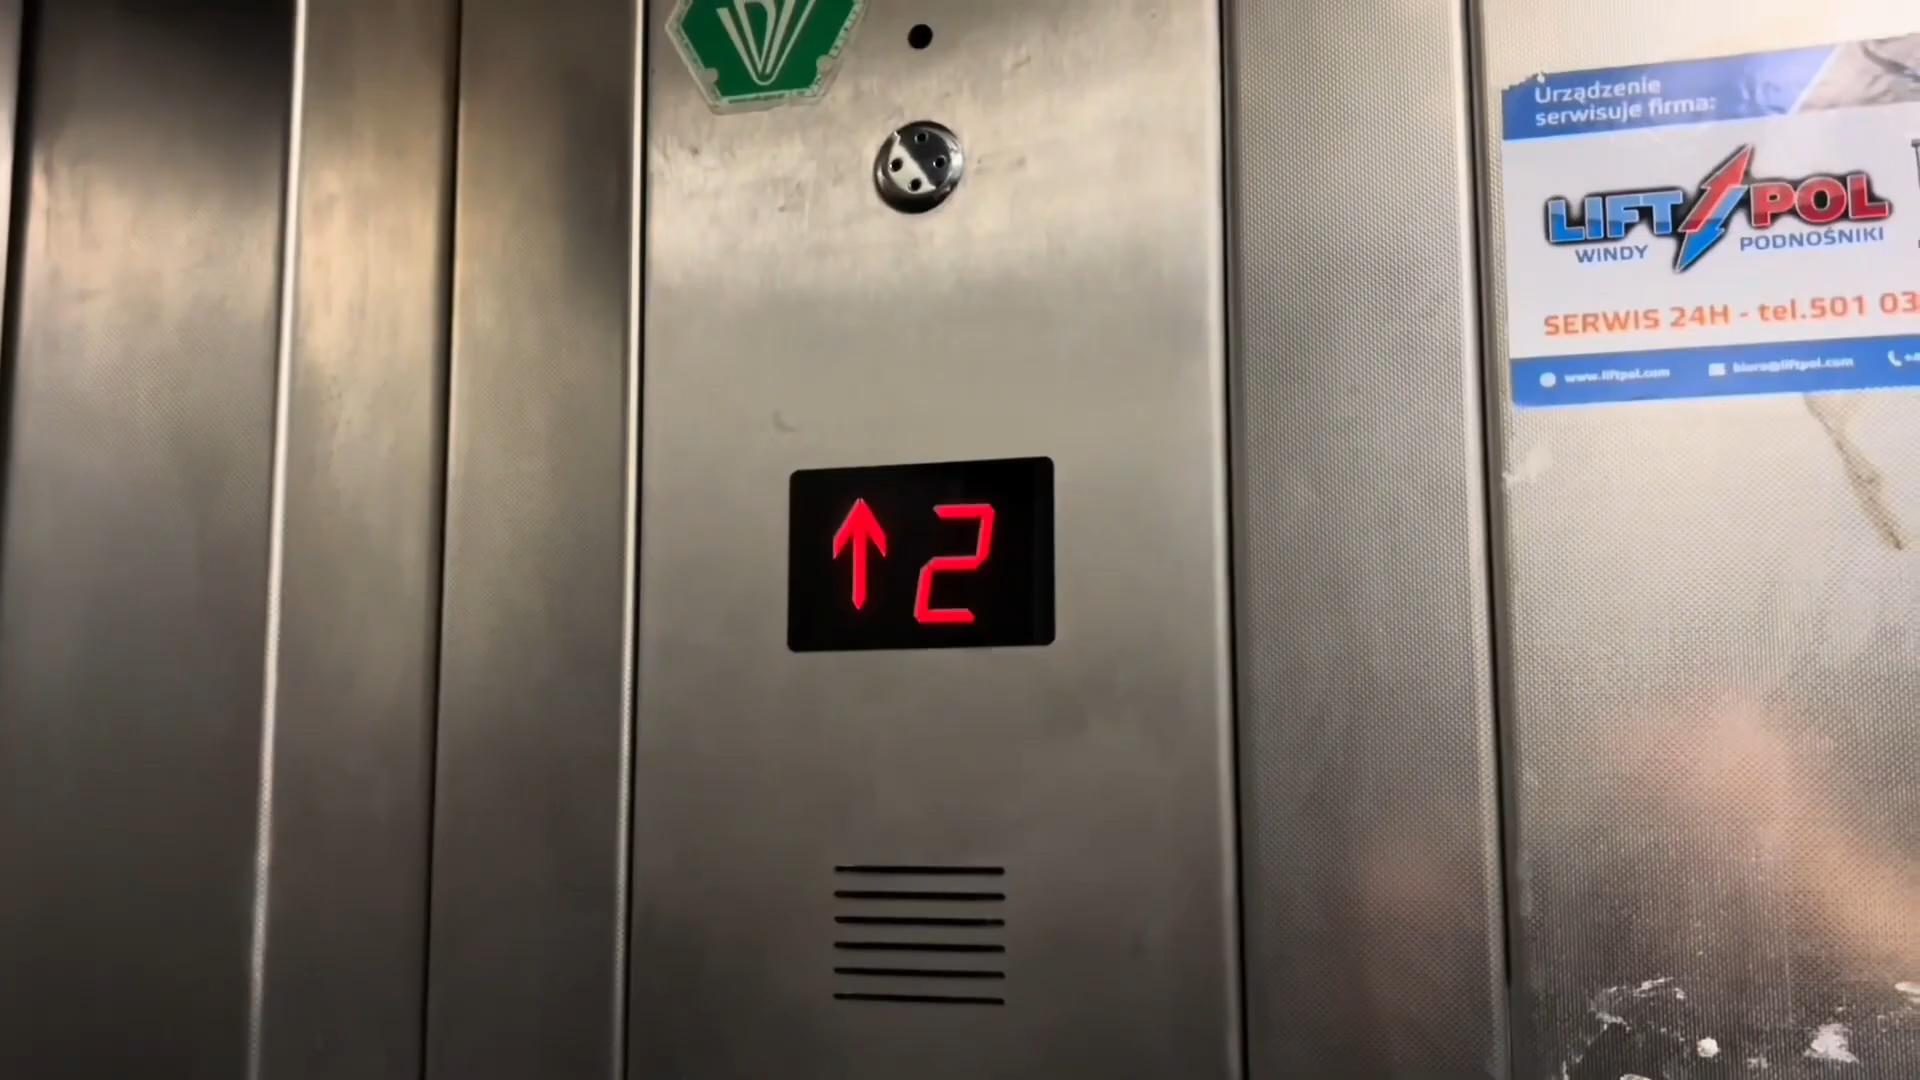 Urządzenie
serwisuje firma:
LIFT POL
WINDY PODNOŚNIKI
SERWIS 24H - tel.501 03
www.liftpol.com biuro@liftpol.com
↑2